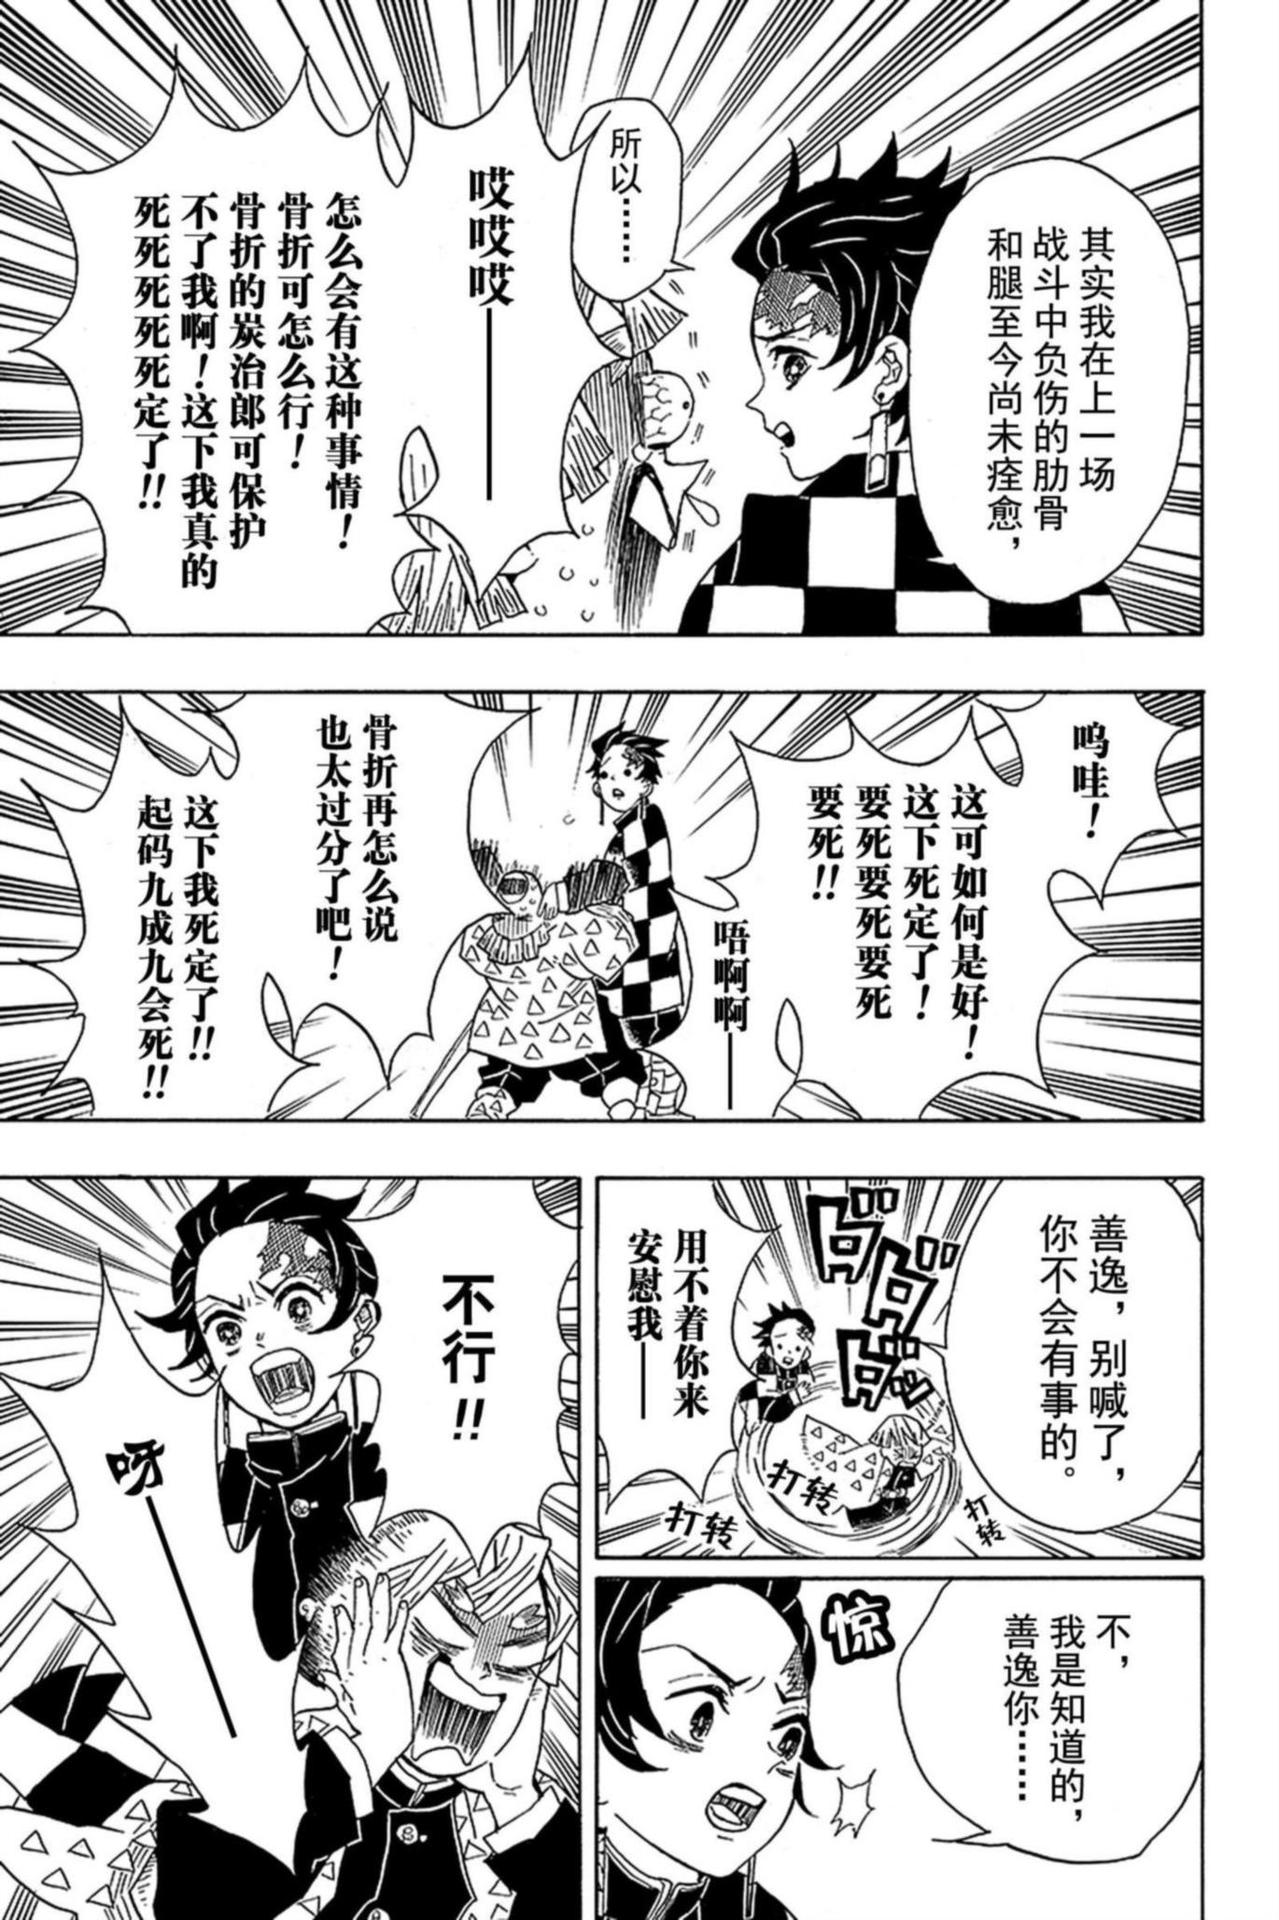 其实我在上一场
战斗中负伤的肋骨
和腿至今尚未痊愈，
所以……
哎哎哎——
怎么会有这种事情！
骨折可怎么行！
骨折的炭治郎可保护
不了我啊！这下我真的
死死死死死定了!!
呜哇！
这可如何是好！
这下死定了！
要死要死要死
要死!!
唔啊啊——
骨折再怎么说
也太过分了吧！
这下我死定了!!
起码九成九会死!!
善逸，别喊了，
你不会有事的。
用不着你来
安慰我——
打转
打转
打转
不，
我是知道的，
善逸你……
惊
不行!!
呀——